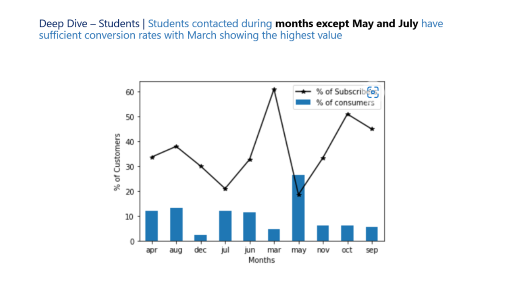 Deep Dive – Students | Students contacted during months except May and July have
sufficient conversion rates with March showing the highest value
% of
% of consumers
60
50
40
30
20
10
0
% of Customers
apr aug dec jul jun mar may nov oct sep
Months